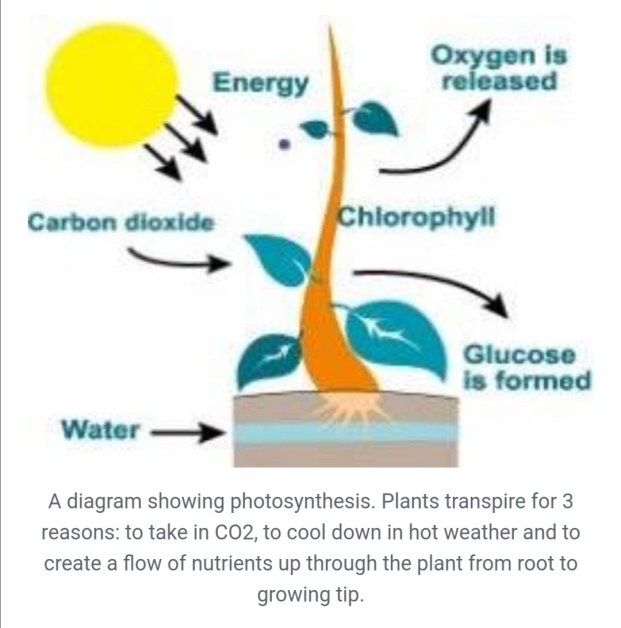 Energy
Oxygen is
released
Carbon dioxide
Chlorophyll
Glucose
is formed
Water
A diagram showing photosynthesis. Plants transpire for 3
reasons: to take in CO2, to cool down in hot weather and to
create a flow of nutrients up through the plant from root to
growing tip.